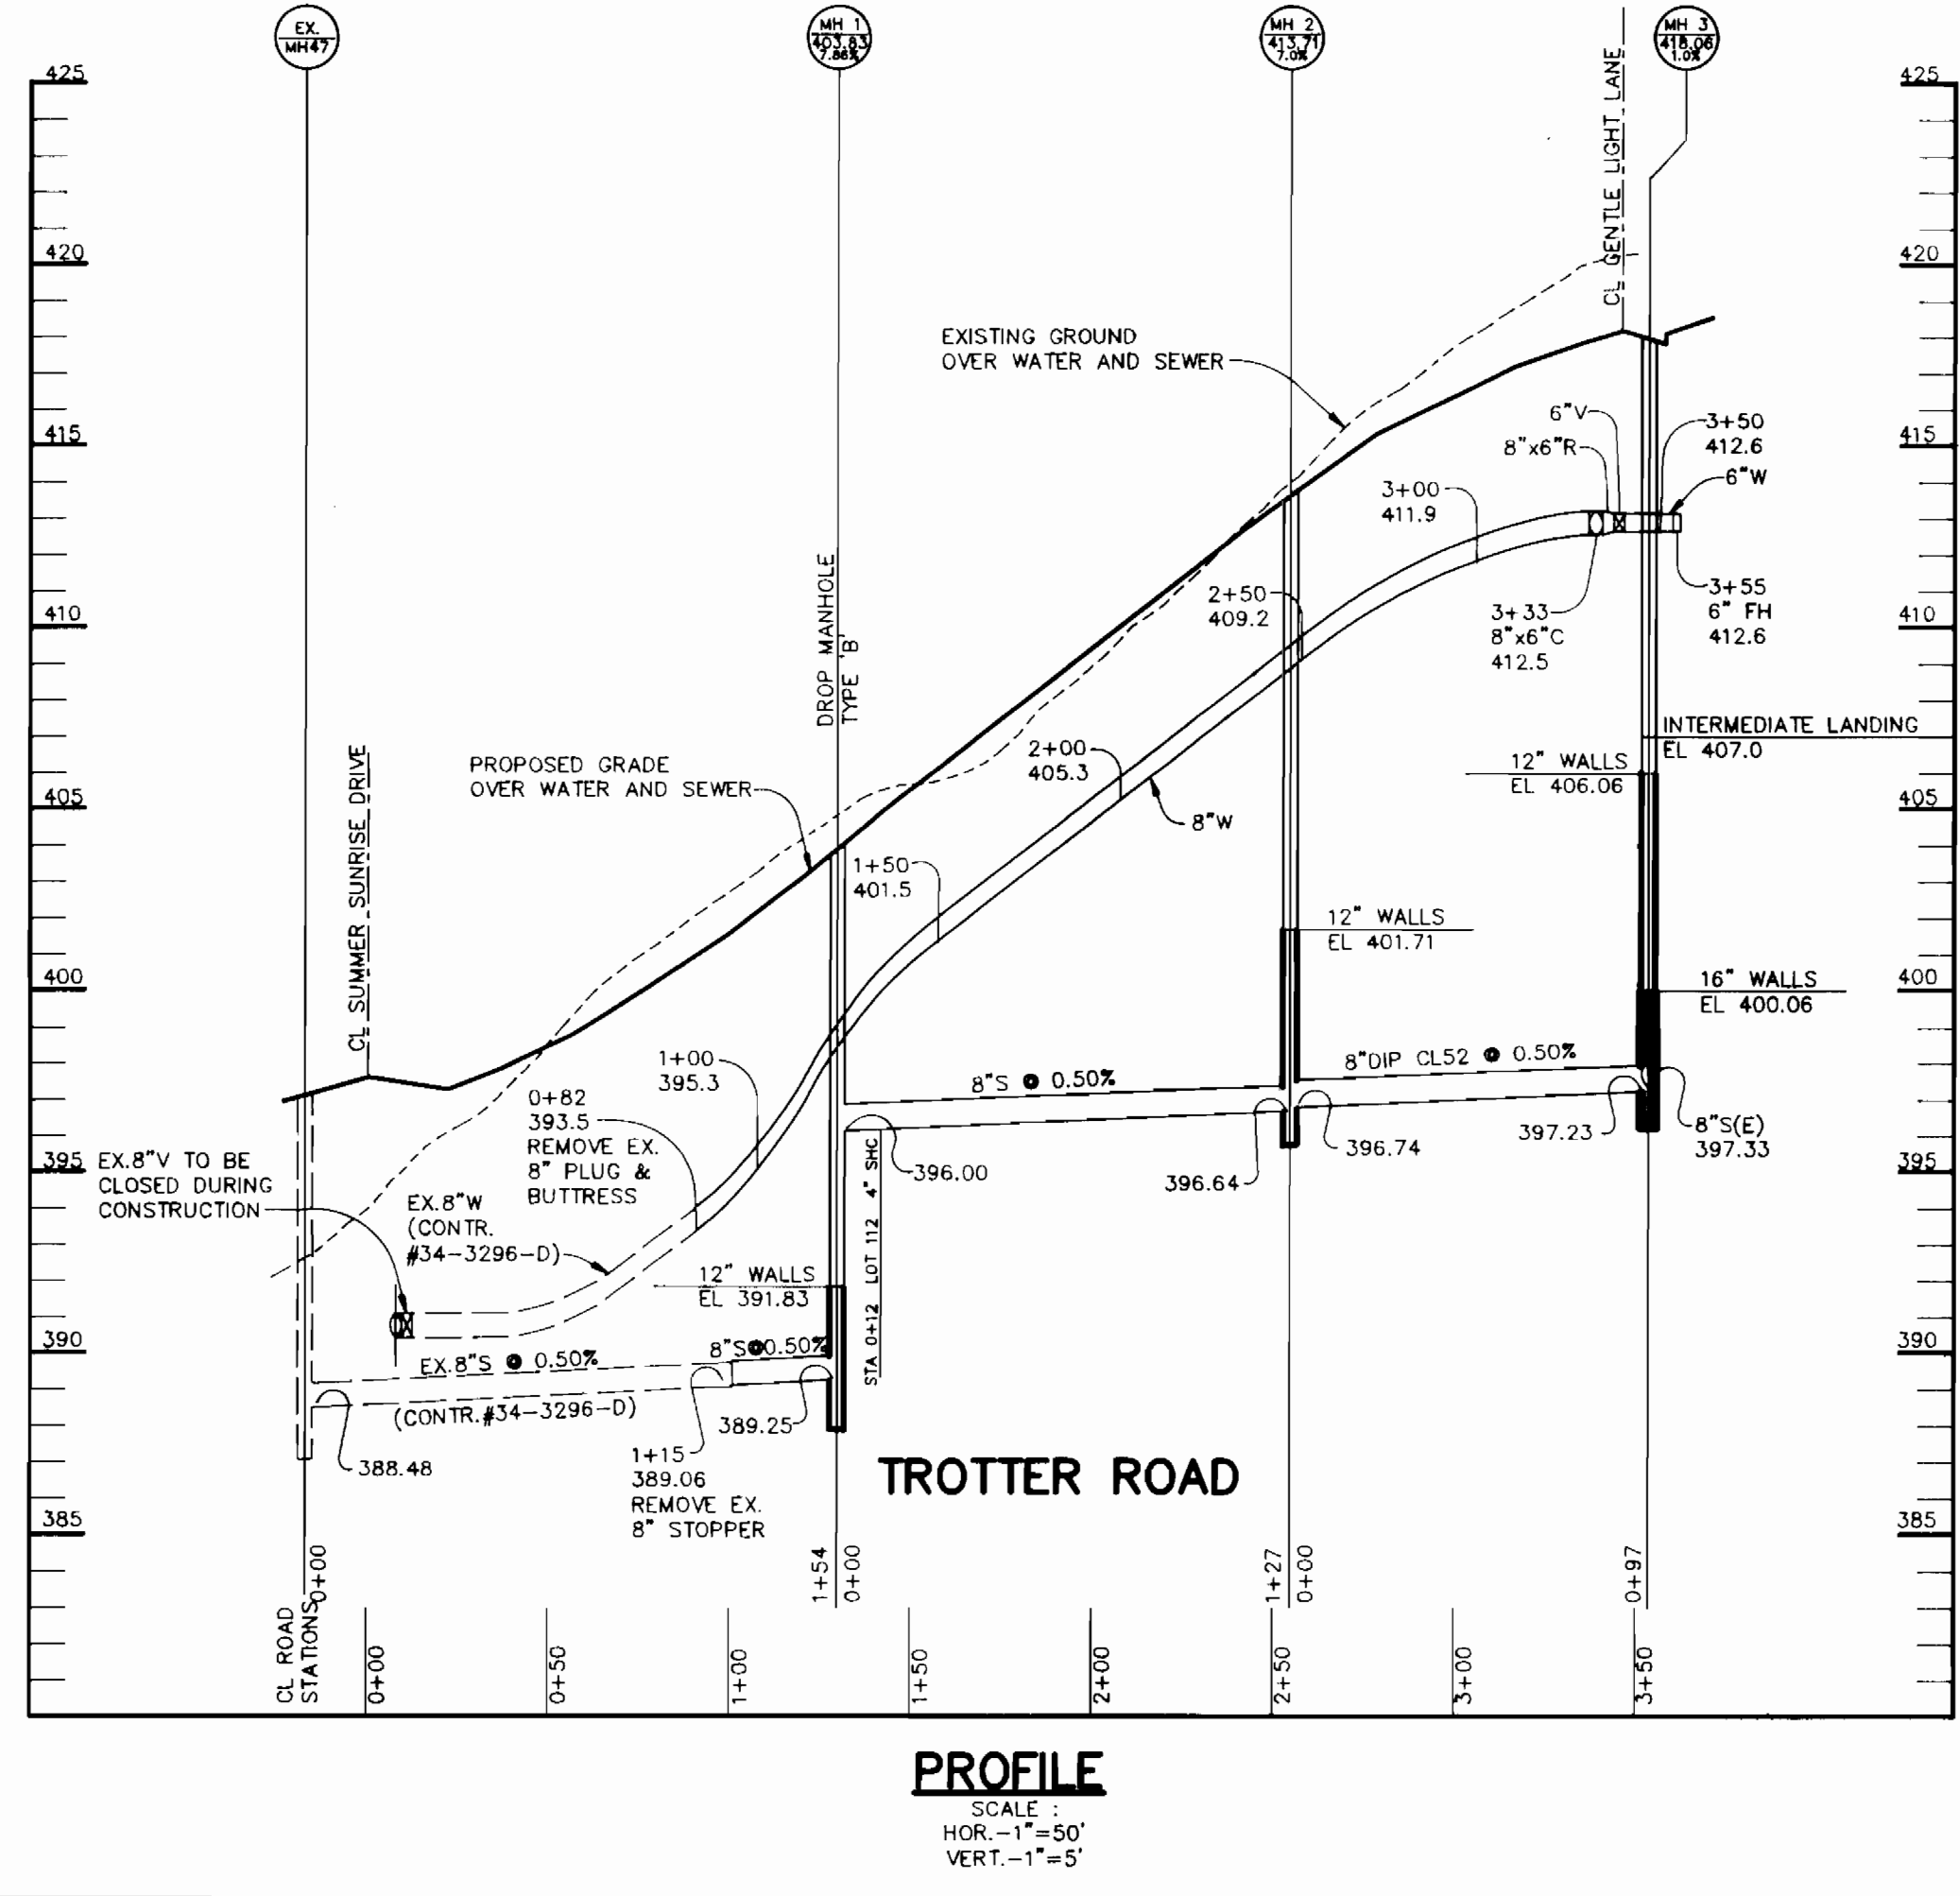 EX.
MH47
MH 1
403.83
7.86%
MH 2
413.71
7.0%
MH 3
418.06
1.0%
425
420
415
410
405
400
395
390
385
425
420
415
410
405
400
395
390
385
CL GENTLE LIGHT LANE
EXISTING GROUND
OVER WATER AND SEWER
6"V
8"x6"R
3+50
412.6
6"W
3+00
411.9
3+55
6" FH
412.6
2+50
409.2
3+33
8"x6"C
412.5
DROP MANHOLE
TYPE 'B'
INTERMEDIATE LANDING
EL 407.0
12" WALLS
EL 406.06
2+00
405.3
8"W
PROPOSED GRADE
OVER WATER AND SEWER
CL SUMMER SUNRISE DRIVE
1+50
401.5
12" WALLS
EL 401.71
16" WALLS
EL 400.06
1+00
395.3
8"S @ 0.50%
8"DIP CL52 @ 0.50%
0+82
393.5
REMOVE EX.
8" PLUG &
BUTTRESS
396.00
396.64
396.74
397.23
8"S(E)
397.33
EX.8"V TO BE
CLOSED DURING
CONSTRUCTION
EX.8"W
(CONTR.
#34-3296-D)
12" WALLS
EL 391.83
STA 0+12 LOT 112 4" SHC
EX.8"S @ 0.50%
8"S@0.50%
(CONTR.#34-3296-D)
388.48
389.25
1+15
389.06
REMOVE EX.
8" STOPPER
TROTTER ROAD
0+00
1+54
0+00
1+27
0+00
0+97
CL ROAD
STATIONS
0+00
0+50
1+00
1+50
2+00
2+50
3+00
3+50
PROFILE
SCALE :
HOR.-1"=50'
VERT.-1"=5'